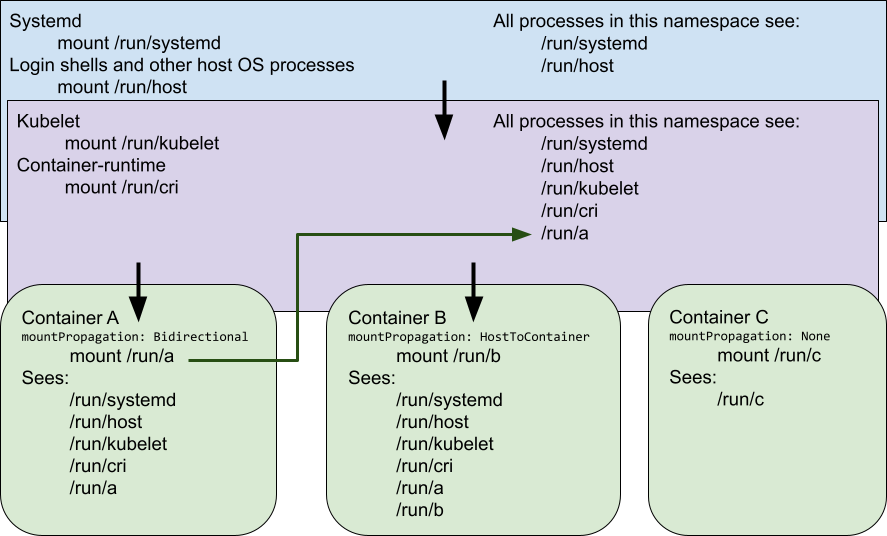 Systemd
mount /run/systemd
Login shells and other host OS processes
mount /run/host
All processes in this namespace see:
/run/systemd
/run/host
Kubelet
mount /run/kubelet
Container-runtime
mount /run/cri
All processes in this namespace see:
/run/systemd
/run/host
/run/kubelet
/run/cri
/run/a
Container A
mountPropagation: Bidirectional
mount /run/a
Sees:
/run/systemd
/run/host
/run/kubelet
/run/cri
/run/a
Container B
mountPropagation: HostToContainer
mount /run/b
Sees:
/run/systemd
/run/host
/run/kubelet
/run/cri
/run/a
/run/b
Container C
mountPropagation: None
mount /run/c
Sees:
/run/c